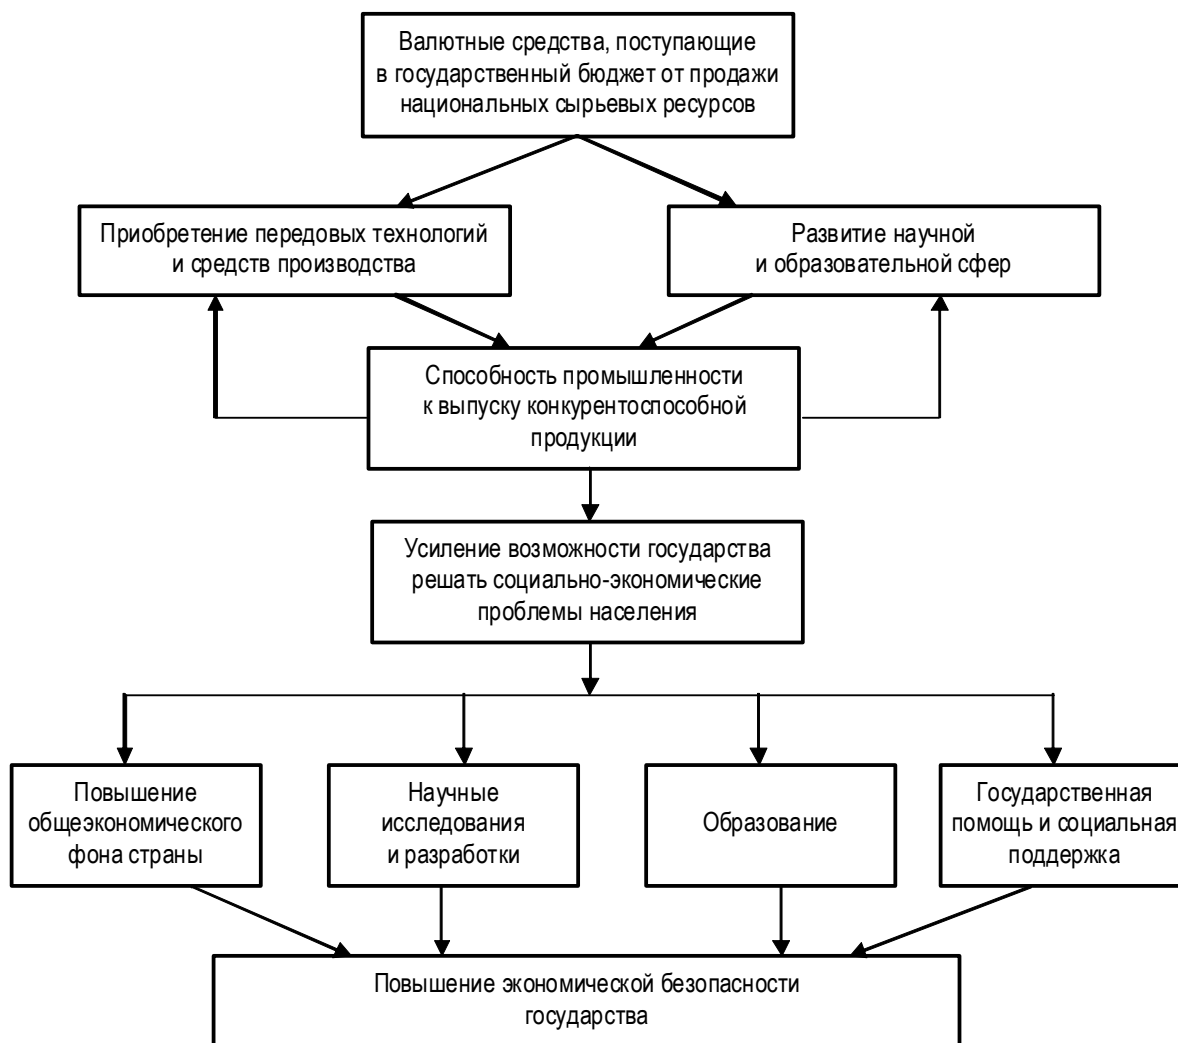 Валютные средства, поступающие
в государственный бюджет от продажи
национальных сырьевых ресурсов
Приобретение передовых технологий
и средств производства
Развитие научной
и образовательной сфер
Способность промышленности
к выпуску конкурентоспособной
продукции
Усиление возможности государства
решать социально-экономические
проблемы населения
Повышение
общеэкономического
фона страны
Научные
исследования
и разработки
Образование
Государственная
помощь и социальная
поддержка
Повышение экономической безопасности
государства